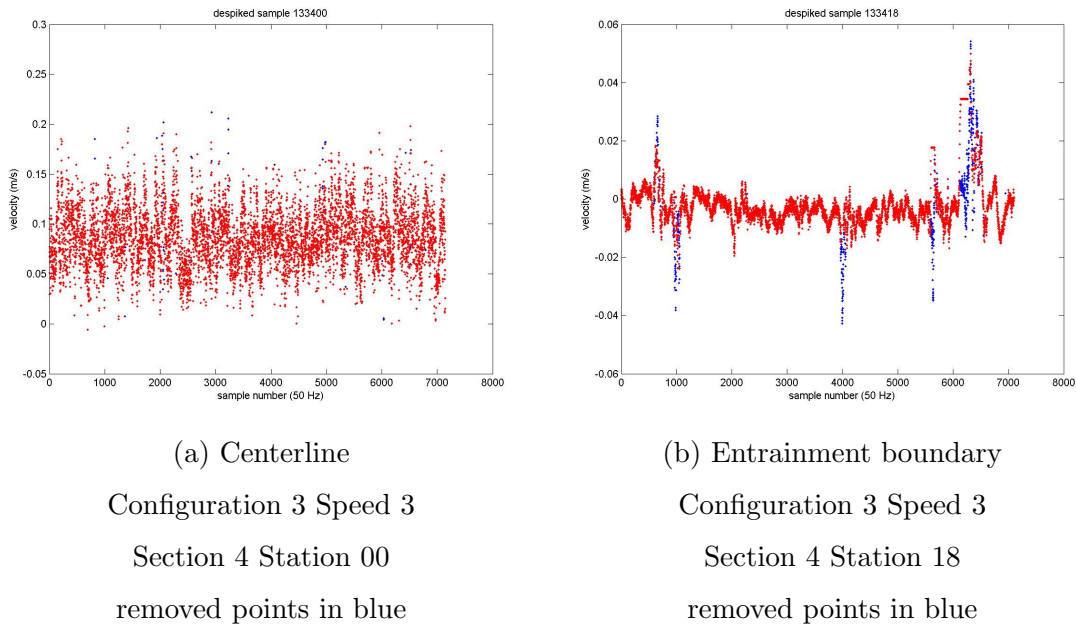 despiked sample 133400
0.3
0.25
0.2
0.15
0.1
0.05
0
-0.05
velocity (m/s)
0 1000 2000 3000 4000 5000 6000 7000 8000
sample number (50 Hz)
(a) Centerline
Configuration 3 Speed 3
Section 4 Station 00
removed points in blue
despiked sample 133418
0.06
0.04
0.02
0
-0.02
-0.04
-0.06
velocity (m/s)
0 1000 2000 3000 4000 5000 6000 7000 8000
sample number (50 Hz)
(b) Entrainment boundary
Configuration 3 Speed 3
Section 4 Station 18
removed points in blue